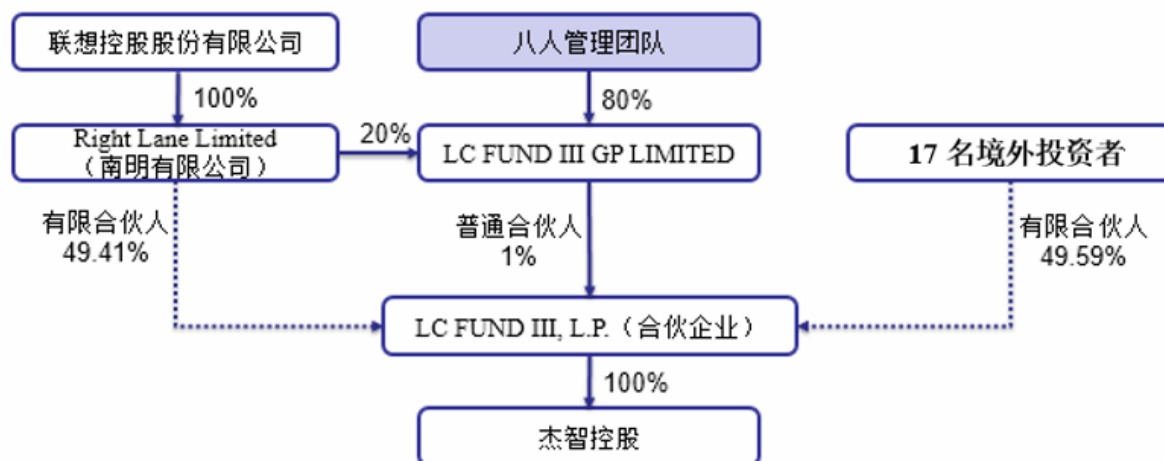 联想控股股份有限公司
八人管理团队
100%
80%
Right Lane Limited
（南明有限公司）
20%
LC FUND III GP LIMITED
17 名境外投资者
有限合伙人
49.41%
普通合伙人
1%
有限合伙人
49.59%
LC FUND III, L.P.（合伙企业）
100%
杰智控股